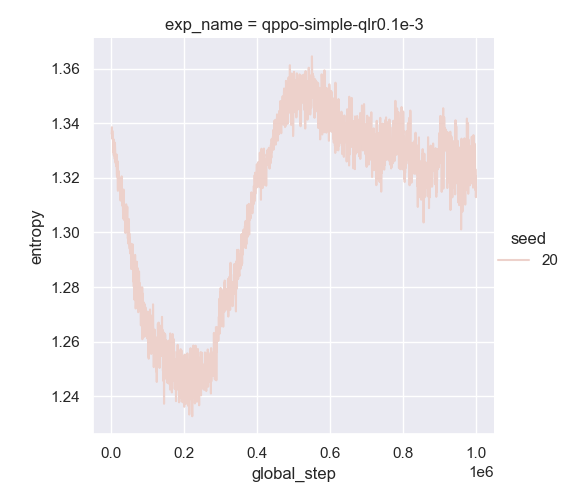 exp_name = qppo-simple-qlr0.1e-3
1.36
1.34
1.32
1.30
1.28
1.26
1.24
entropy
0.0 0.2 0.4 0.6 0.8 1.0
1e6
global_step
seed
20